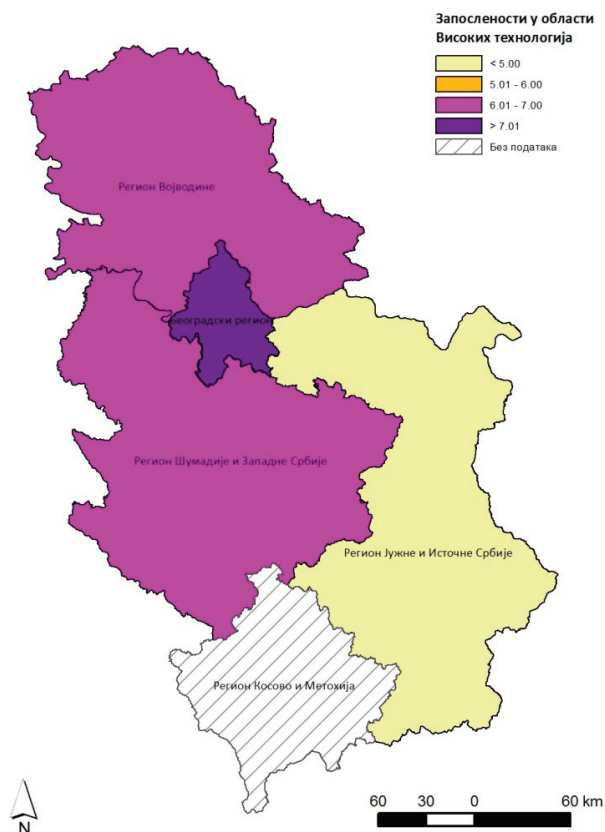 Запослености у области
Високих технологија
< 5.00
5.01 - 6.00
6.01 - 7.00
> 7.01
Без података
Регион Војводине
Београдски регион
Регион Шумадије и Западне Србије
Регион Јужне и Источне Србије
Регион Косово и Метохија
N
60 30 0 60 km